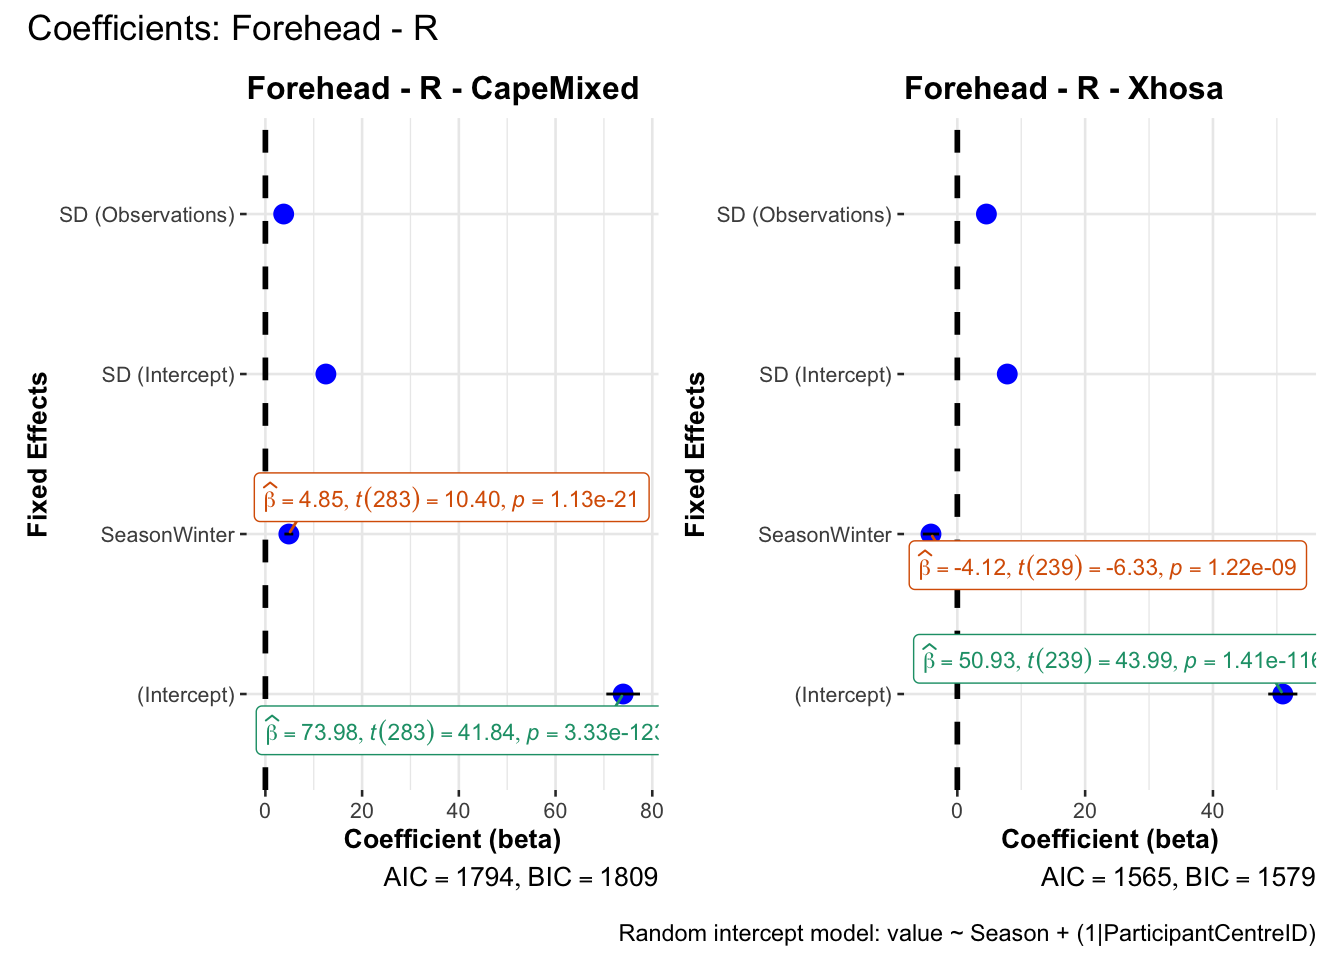 Coefficients: Forehead - R
Forehead - R - CapeMixed
Fixed Effects
SD (Observations)
SD (Intercept)
β̂ = 4.85, t(283) = 10.40, p = 1.13e-21
SeasonWinter
(Intercept)
β̂ = 73.98, t(283) = 41.84, p = 3.33e-123
0 20 40 60 80
Coefficient (beta)
AIC = 1794, BIC = 1809
Forehead - R - Xhosa
Fixed Effects
SD (Observations)
SD (Intercept)
SeasonWinter
β̂ = -4.12, t(239) = -6.33, p = 1.22e-09
β̂ = 50.93, t(239) = 43.99, p = 1.41e-116
(Intercept)
0 20 40
Coefficient (beta)
AIC = 1565, BIC = 1579
Random intercept model: value ~ Season + (1|ParticipantCentreID)